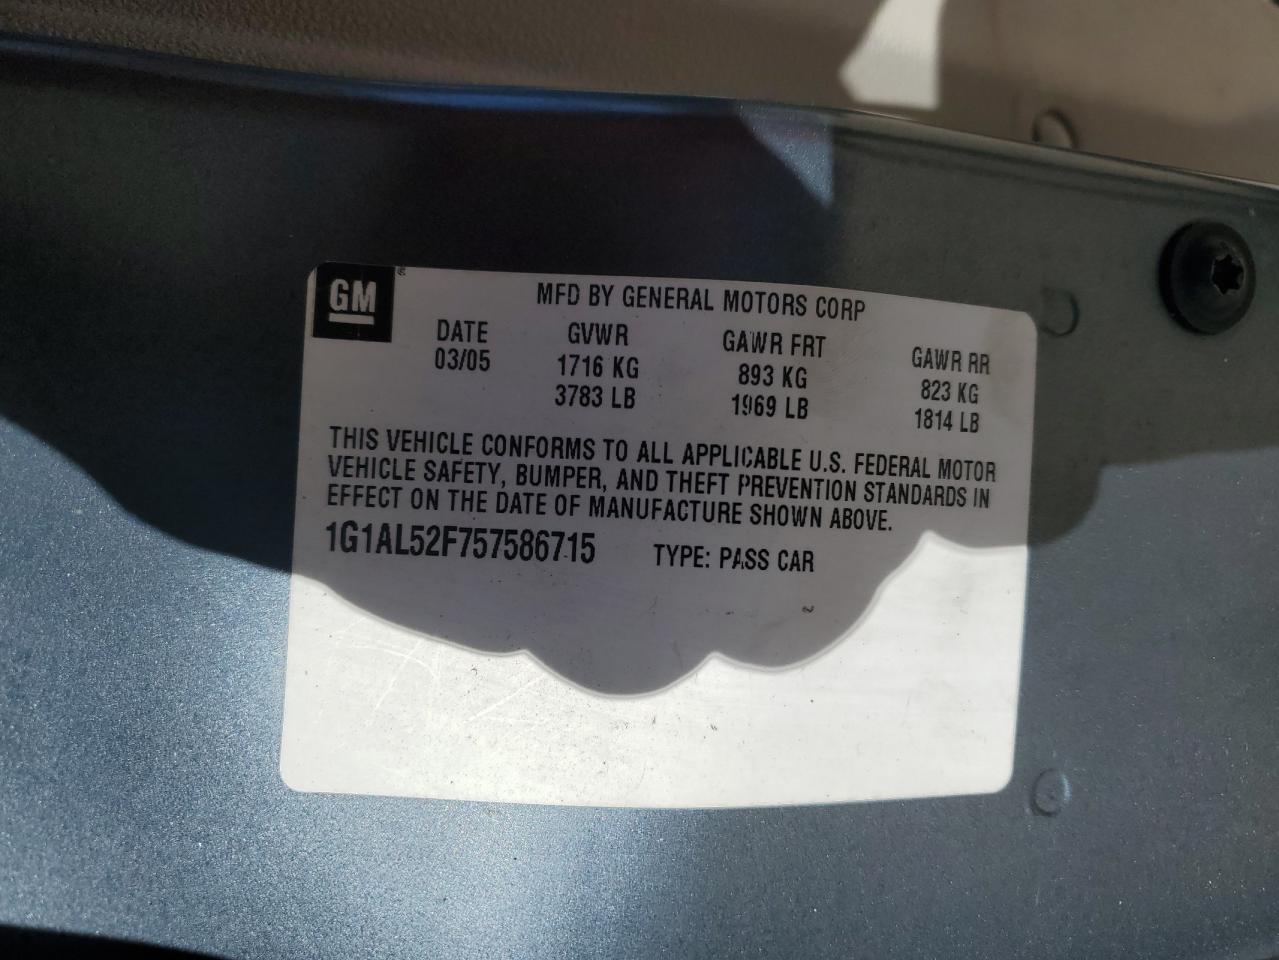 GM
MFD BY GENERAL MOTORS CORP
DATE GVWR GAWR FRT GAWR RR
03/05 1716 KG 893 KG 823 KG
3783 LB 1969 LB 1814 LB
THIS VEHICLE CONFORMS TO ALL APPLICABLE U.S. FEDERAL MOTOR
VEHICLE SAFETY, BUMPER, AND THEFT PREVENTION STANDARDS IN
EFFECT ON THE DATE OF MANUFACTURE SHOWN ABOVE.
1G1AL52F757586715 TYPE: PASS CAR